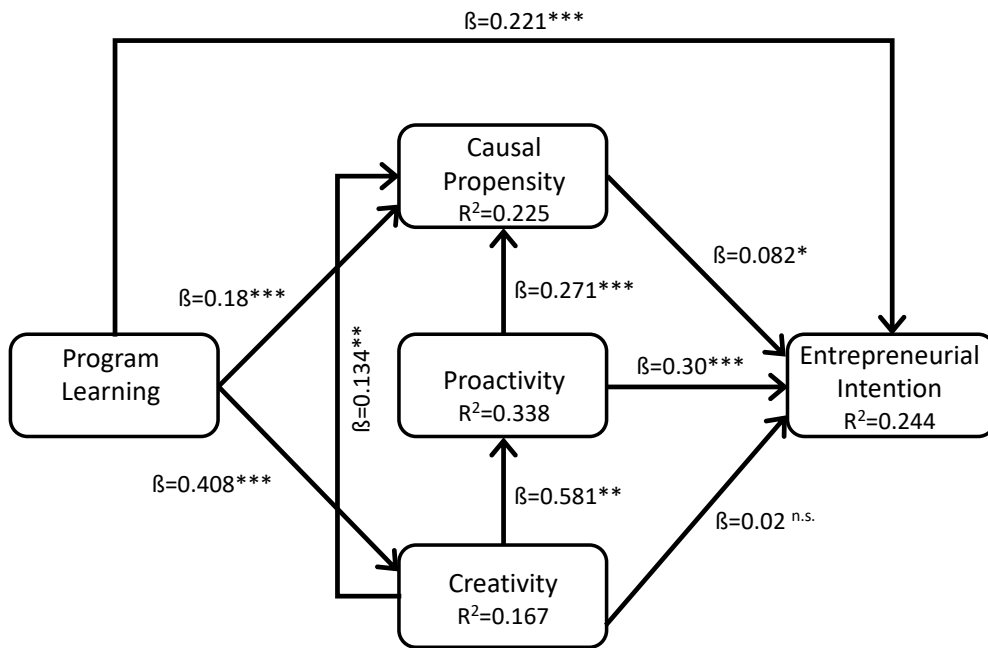 ß=0.221***
Causal
Propensity
R²=0.225
ß=0.082*
ß=0.18***
ß=0.271***
ß=0.134**
Program
Learning
Proactivity
R²=0.338
ß=0.30***
Entrepreneurial
Intention
R²=0.244
ß=0.408***
ß=0.581**
ß=0.02 n.s.
Creativity
R²=0.167